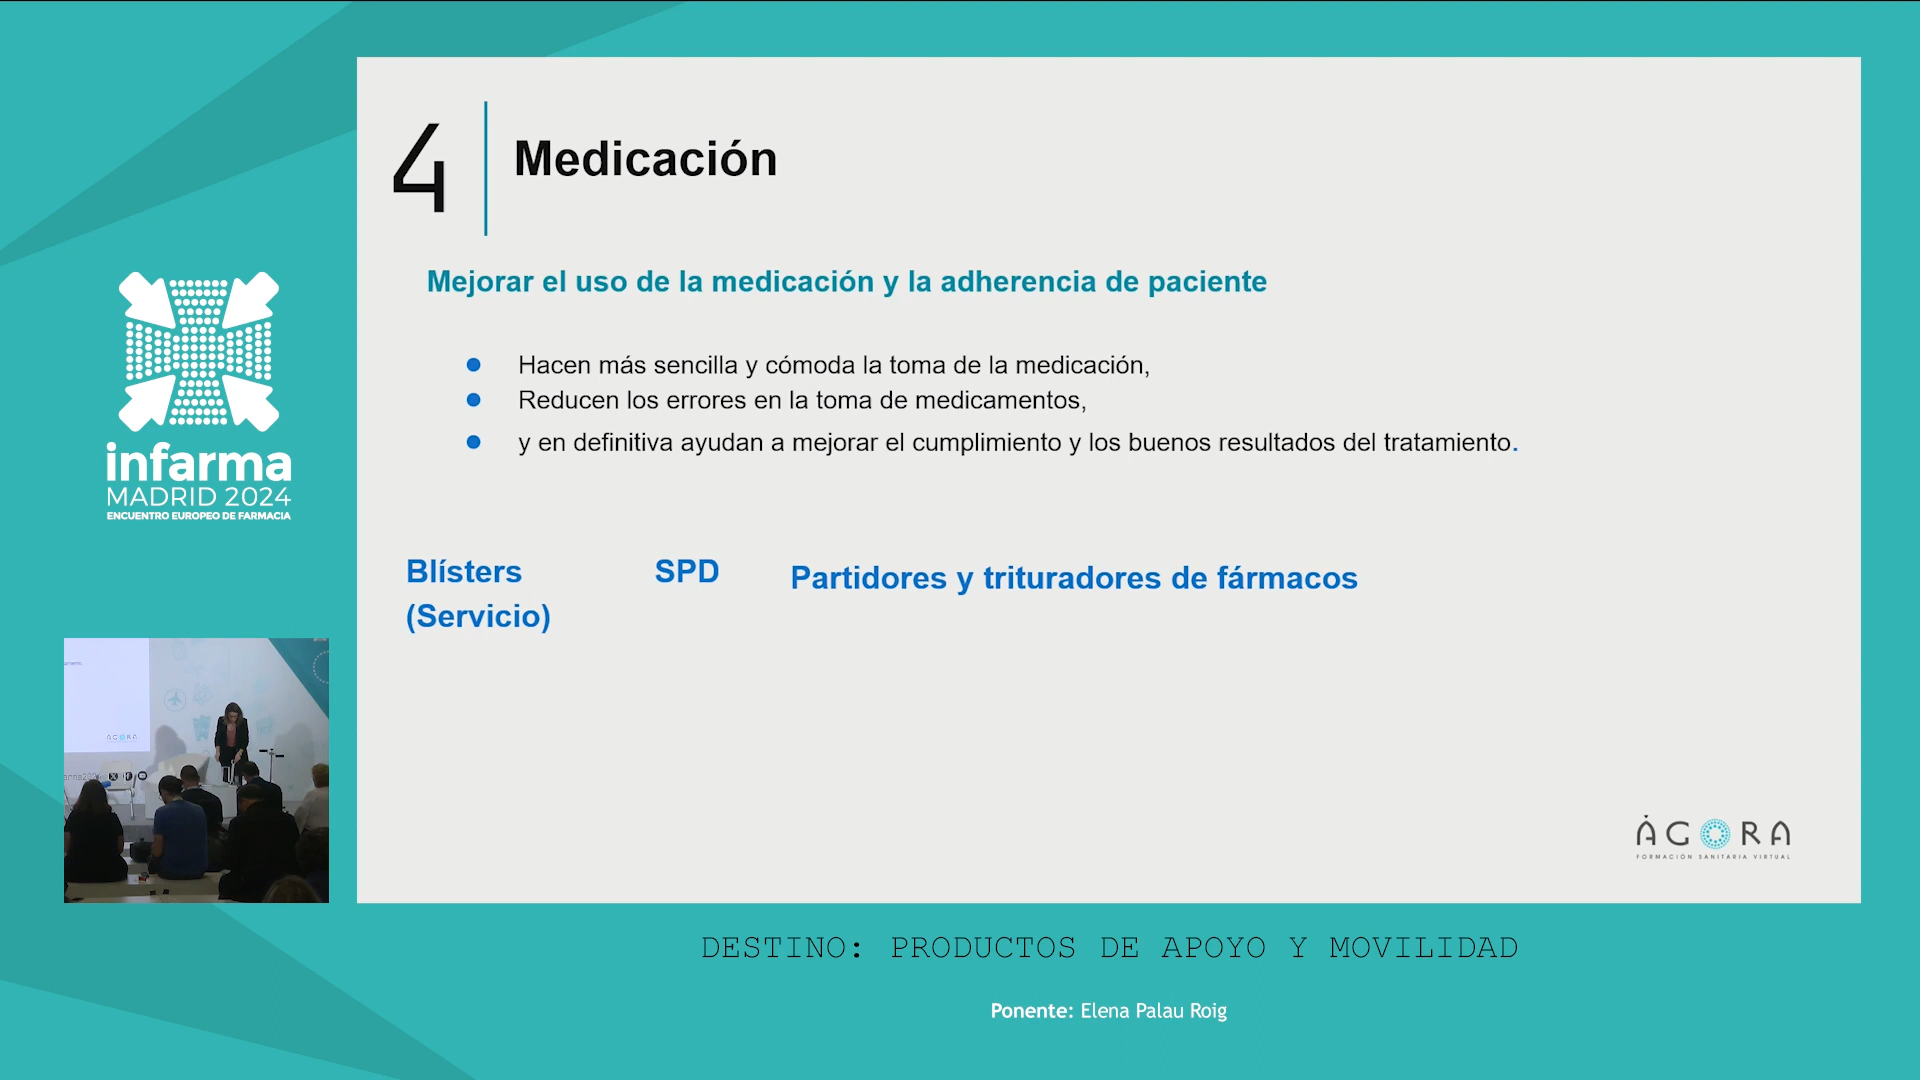 4
Medicación
Mejorar el uso de la medicación y la adherencia de paciente
Hacen más sencilla y cómoda la toma de la medicación,
Reducen los errores en la toma de medicamentos,
y en definitiva ayudan a mejorar el cumplimiento y los buenos resultados del tratamiento.
Blísters
(Servicio)
SPD
Partidores y trituradores de fármacos
ÀGORA
FORMACIÓN SANITARIA VIRTUAL
infarma
MADRID 2024
ENCUENTRO EUROPEO DE FARMACIA
ÀGORA
DESTINO: PRODUCTOS DE APOYO Y MOVILIDAD
Ponente: Elena Palau Roig